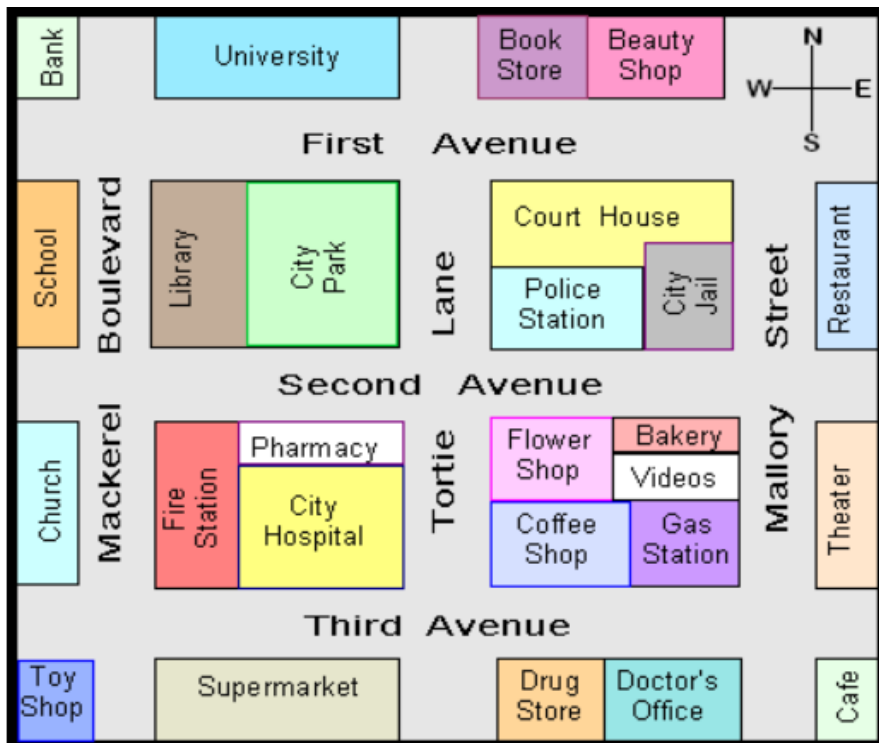 Bank
University
Book
Store
Beauty
Shop
N
W
E
S
First Avenue
School
Boulevard
Library
City
Park
Lane
Court House
Police
Station
City
Jail
Street
Restaurant
Second Avenue
Church
Mackerel
Fire
Station
Pharmacy
City
Hospital
Tortie
Flower
Shop
Bakery
Videos
Coffee
Shop
Gas
Station
Mallory
Theater
Third Avenue
Toy
Shop
Supermarket
Drug
Store
Doctor's
Office
Cafe